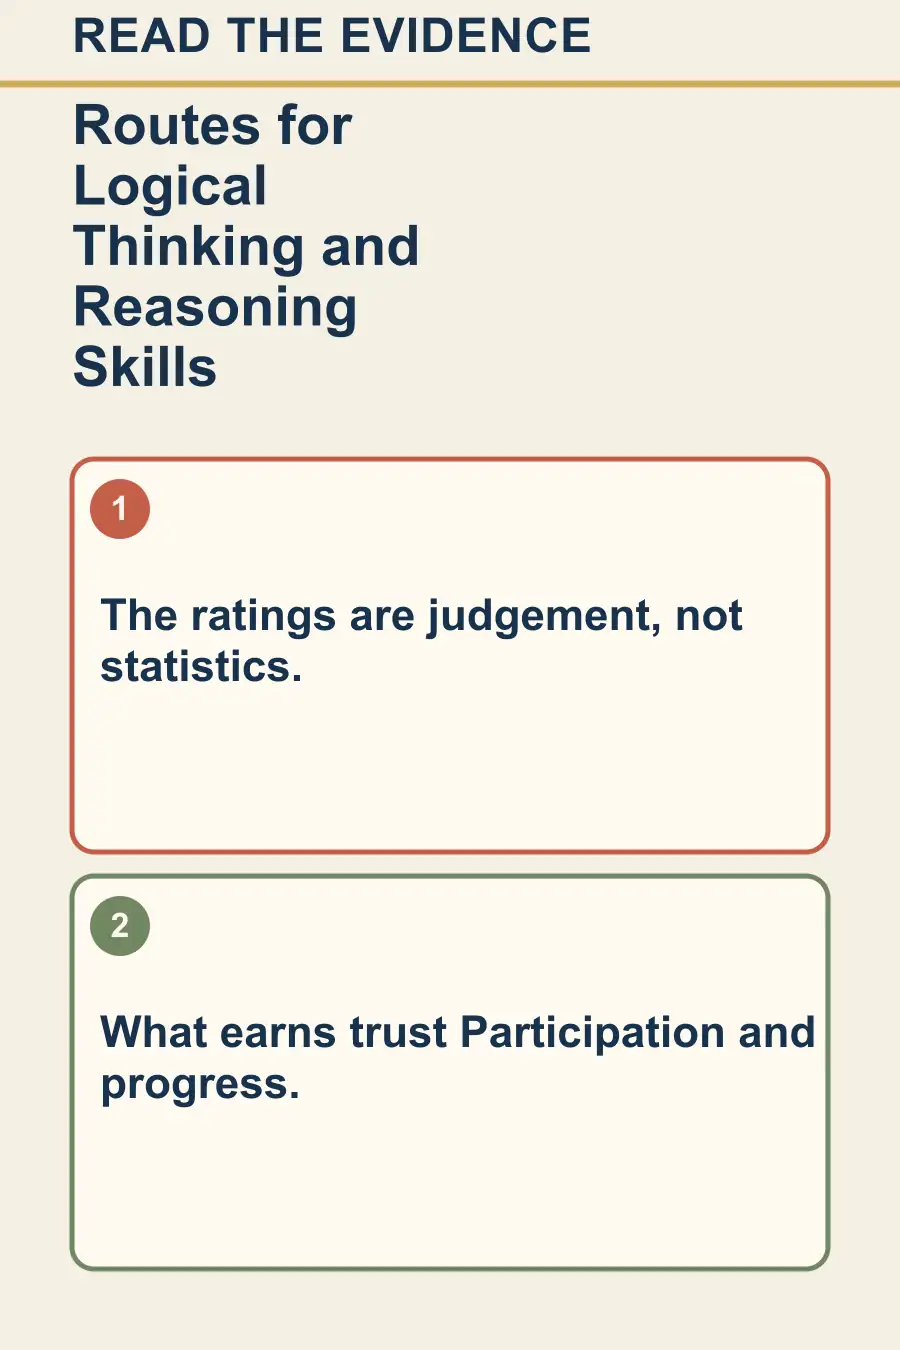 READ THE EVIDENCE
Routes for
Logical
Thinking and
Reasoning
Skills
1
The ratings are judgement, not
statistics.
2
What earns trust Participation and
progress.